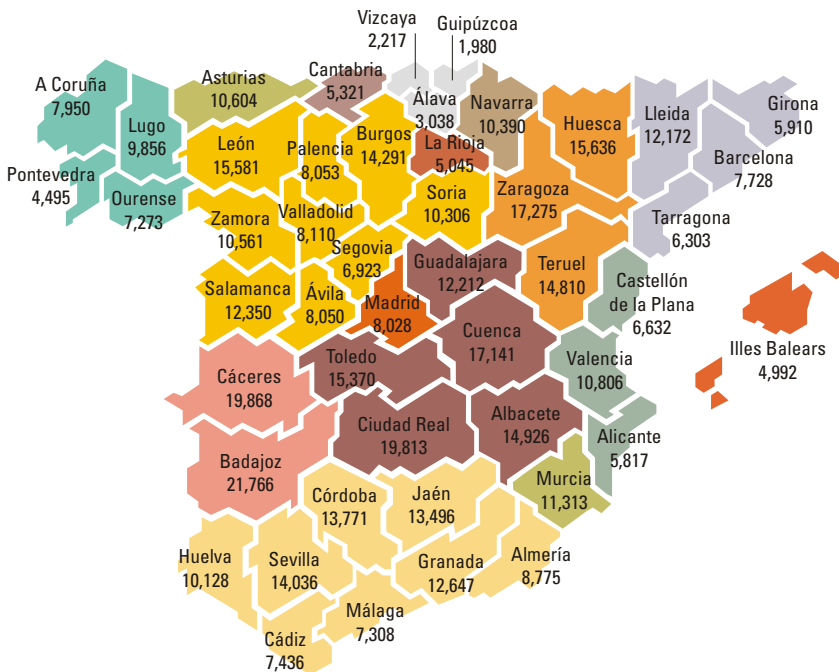 Vizcaya
2,217
Guipúzcoa
1,980
A Coruña
7,950
Asturias
10,604
Cantabria
5,321
Álava
3,038
Navarra
10,390
Huesca
15,636
Lleida
12,172
Girona
5,910
Lugo
9,856
León
15,581
Palencia
8,053
Burgos
14,291
La Rioja
5,045
Barcelona
7,728
Pontevedra
4,495
Ourense
7,273
Zamora
10,561
Valladolid
8,110
Soria
10,306
Zaragoza
17,275
Tarragona
6,303
Segovia
6,923
Guadalajara
12,212
Teruel
14,810
Castellón
de la Plana
6,632
Salamanca
12,350
Ávila
8,050
Madrid
8,028
Cuenca
17,141
Illes Balears
4,992
Toledo
15,370
Valencia
10,806
Cáceres
19,868
Ciudad Real
19,813
Albacete
14,926
Alicante
5,817
Badajoz
21,766
Córdoba
13,771
Jaén
13,496
Murcia
11,313
Huelva
10,128
Sevilla
14,036
Granada
12,647
Almería
8,775
Málaga
7,308
Cádiz
7,436